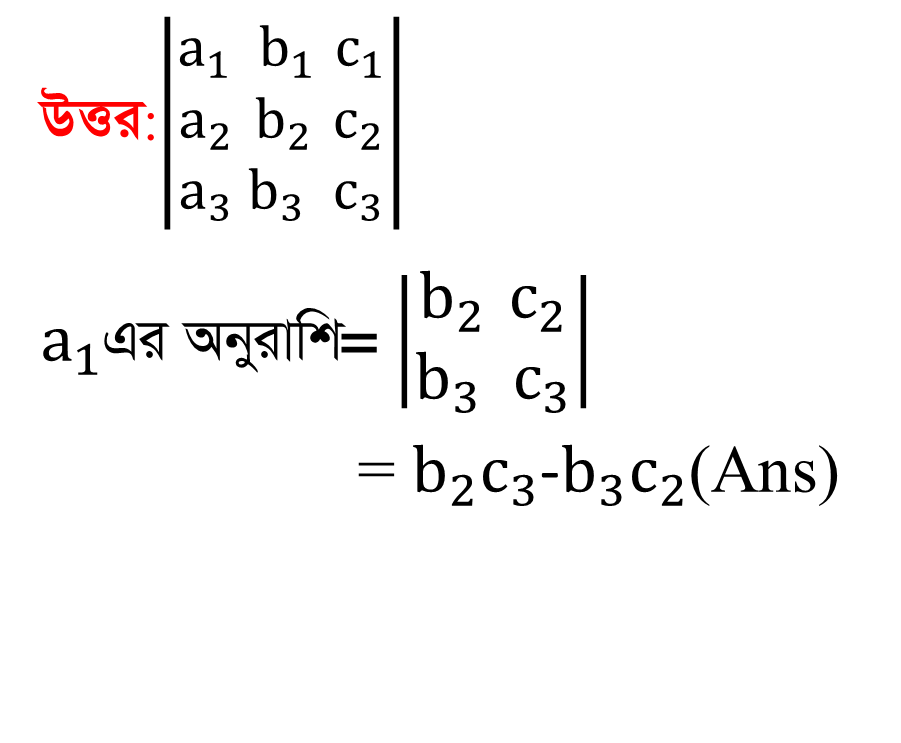 উত্তর: | a₁ b₁ c₁ |
| a₂ b₂ c₂ |
| a₃ b₃ c₃ |
a₁এর অনুরাশি= | b₂ c₂ |
| b₃ c₃ |
= b₂c₃-b₃c₂(Ans)